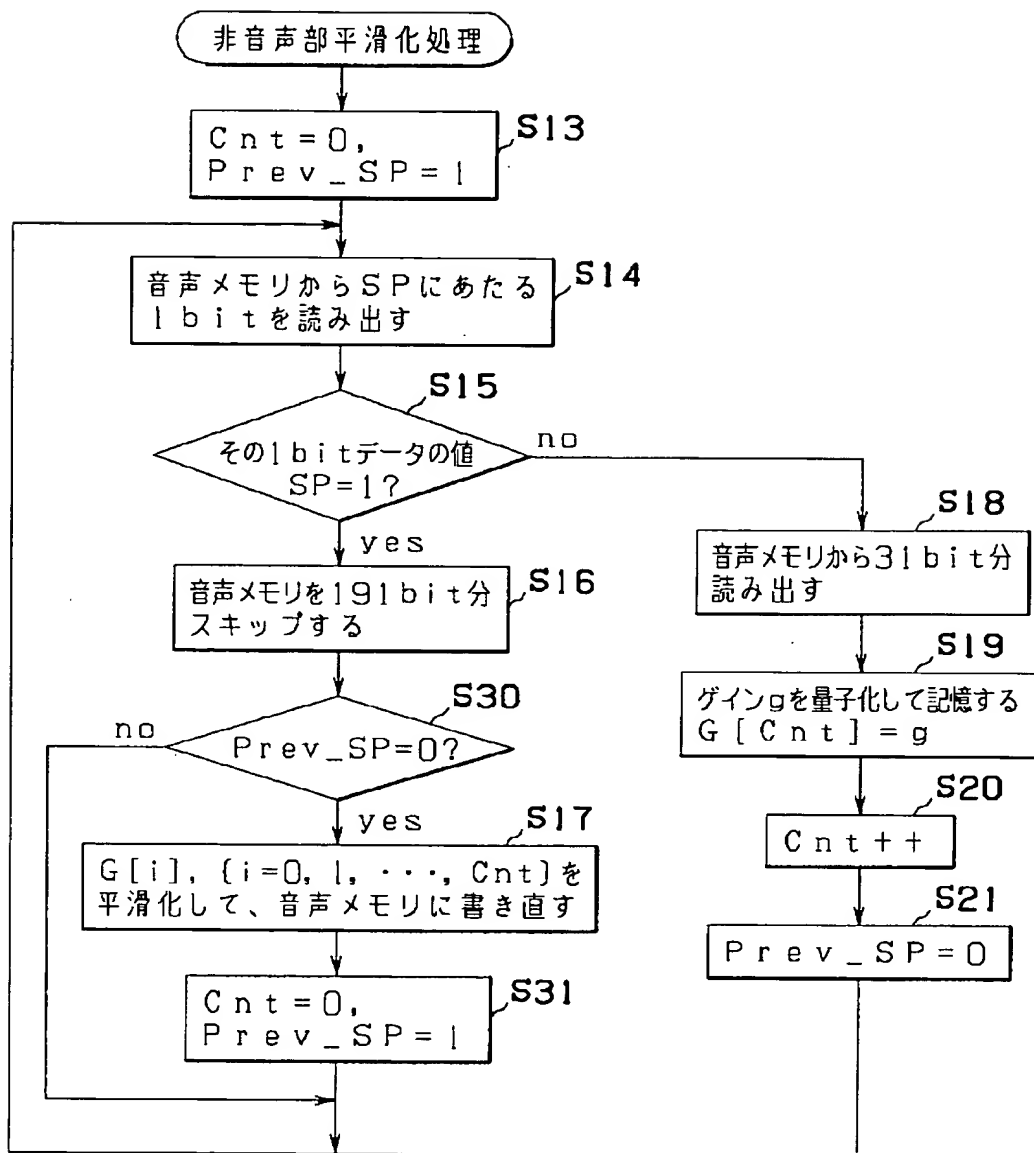 非音声部平滑化処理
S13
Cnt=0,
Prev_SP=1
S14
音声メモリからSPにあたる
1bitを読み出す
S15
その1bitデータの値
SP=1?
no
yes
S16
音声メモリを191bit分
スキップする
S30
no
Prev_SP=0?
yes
S17
G[i], {i=0, 1, ・・・, Cnt}を
平滑化して、音声メモリに書き直す
S31
Cnt=0,
Prev_SP=1
S18
音声メモリから31bit分
読み出す
S19
ゲインgを量子化して記憶する
G[Cnt]=g
S20
Cnt++
S21
Prev_SP=0